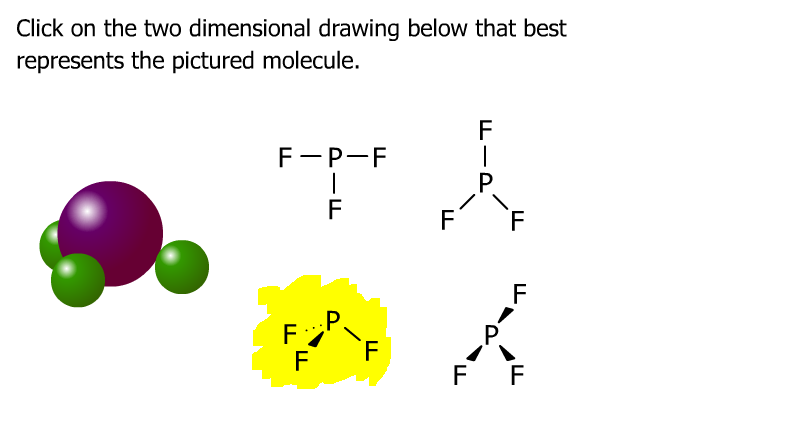 Click on the two dimensional drawing below that best
represents the pictured molecule.
F
F – P – F
P
F
F F
F
F P
P
F F
F F